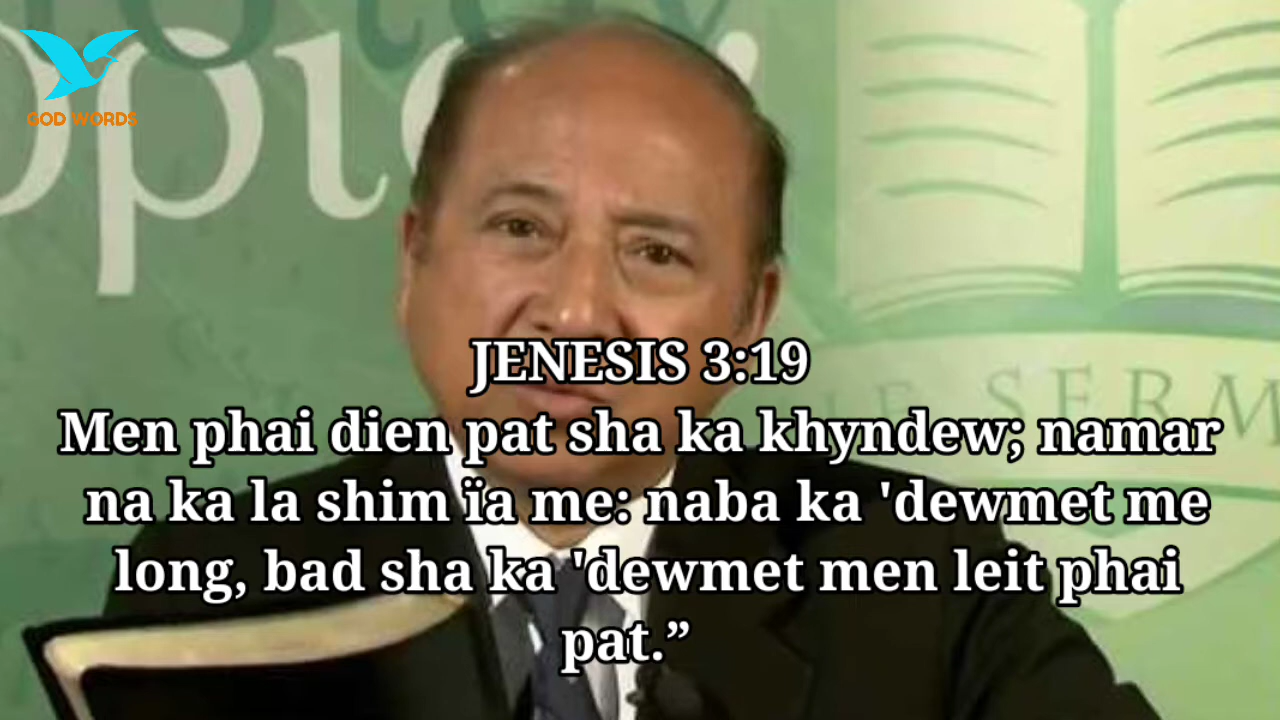 GOD WORDS
JENESIS 3:19
Men phai dien pat sha ka khyndew; namar
na ka la shim ïa me: naba ka 'dewmet me
long, bad sha ka 'dewmet men leit phai
pat.”
SERM